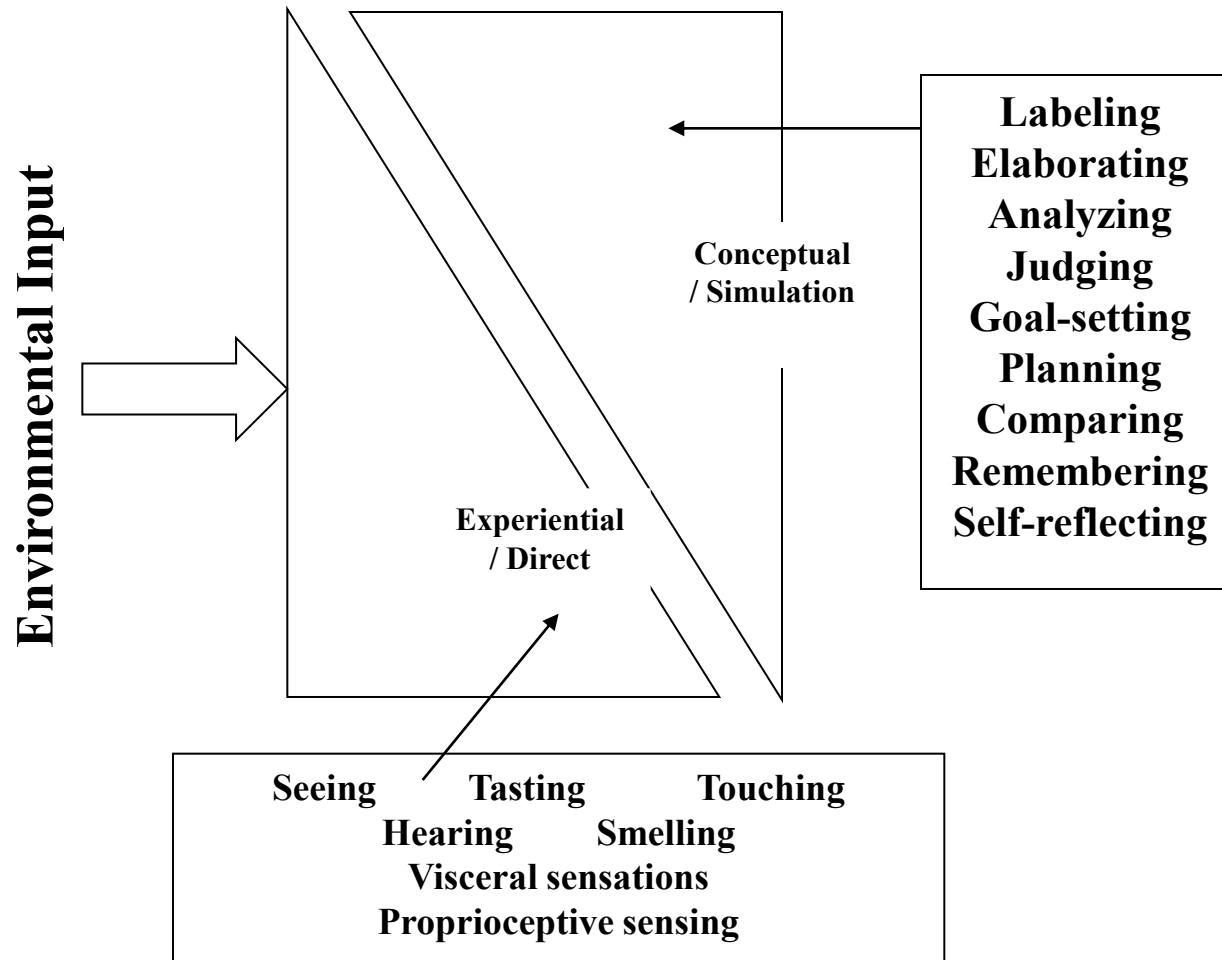 Environmental Input
Conceptual
/ Simulation
Experiential
/ Direct
Labeling
Elaborating
Analyzing
Judging
Goal-setting
Planning
Comparing
Remembering
Self-reflecting
Seeing Tasting Touching
Hearing Smelling
Visceral sensations
Proprioceptive sensing